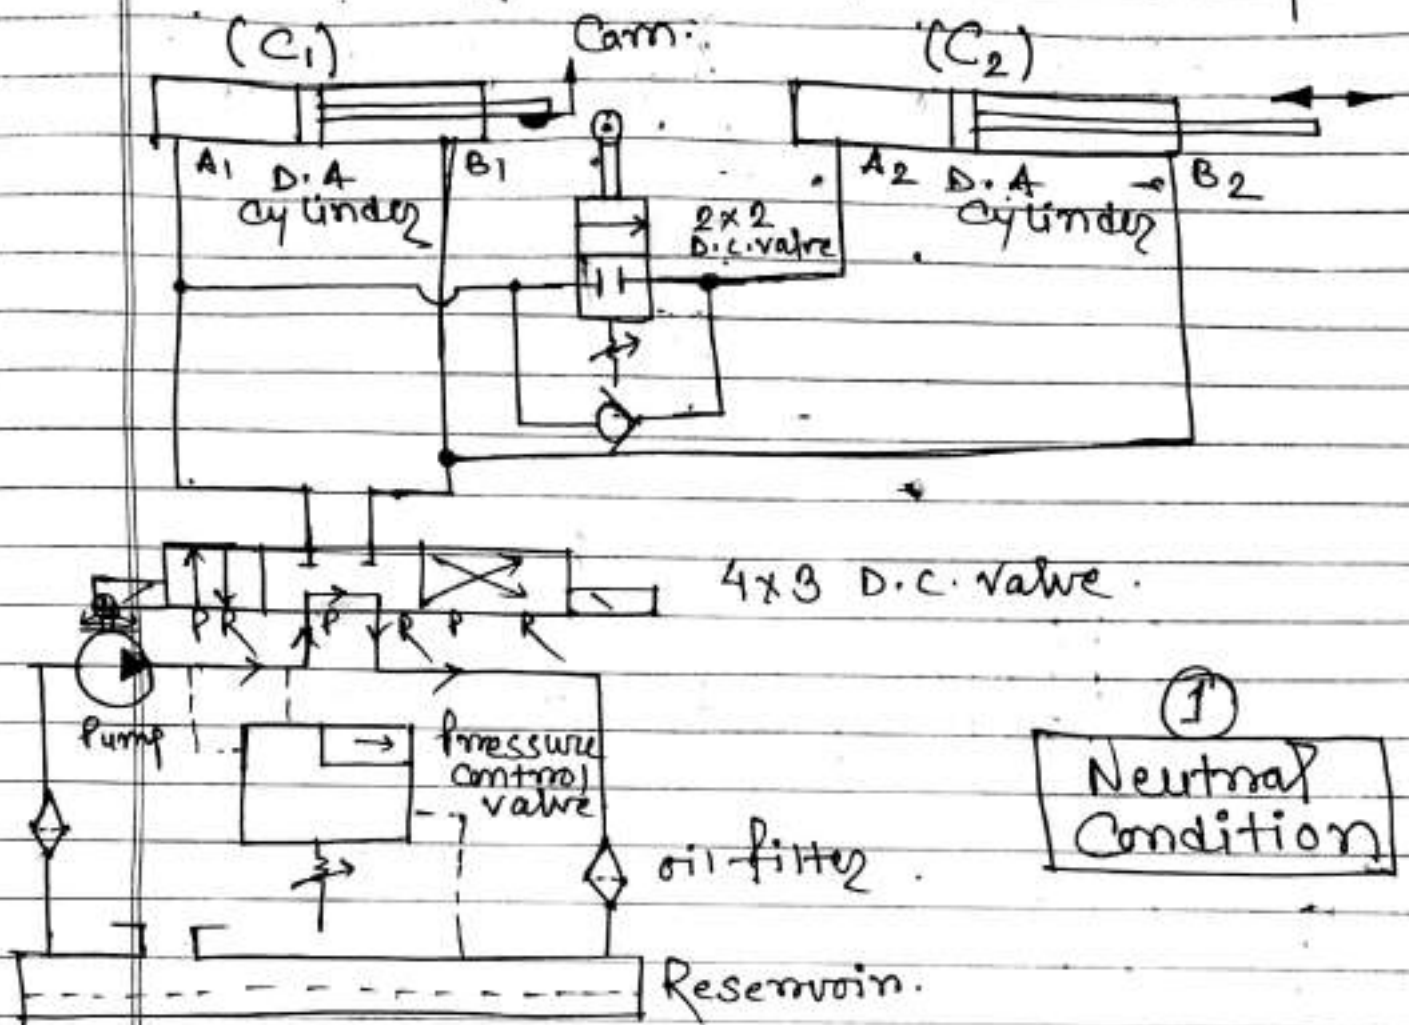 (C1) Cam. (C2)
A1 B1 A2 B2
D.A
Cylinder
2x2
D.C. valve
D.A
Cylinder
4x3 D.C. Valve.
P R P R P R
Pump
Pressure
control
valve
oil filter.
Reservoir.
1
Neutral
Condition